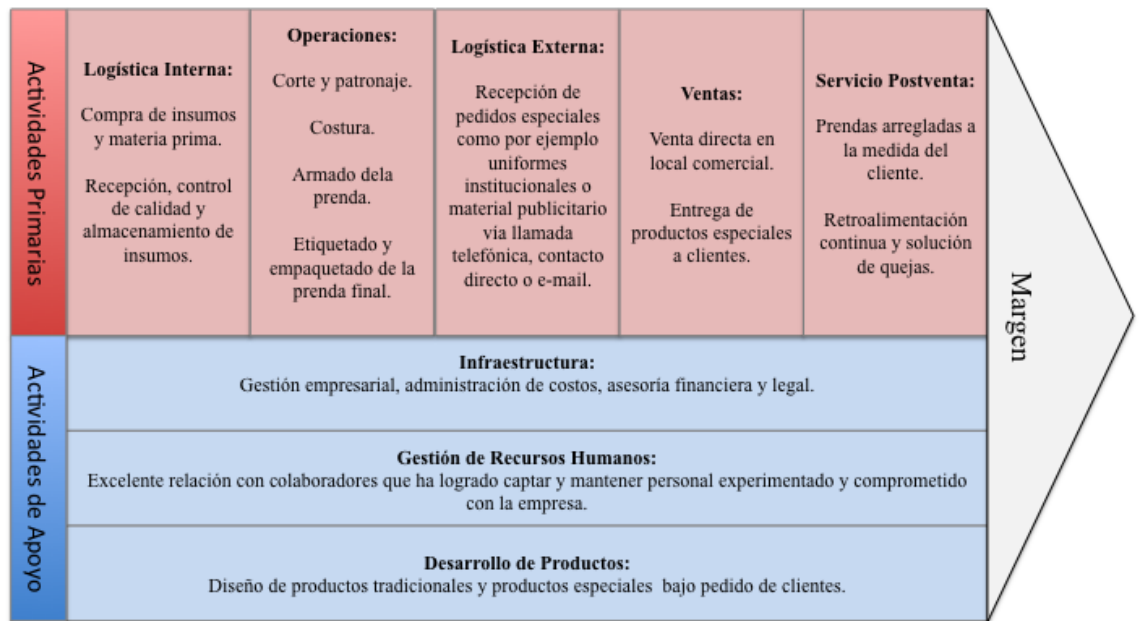 Actividades Primarias
Logística Interna:
Compra de insumos
y materia prima.
Recepción, control
de calidad y
almacenamiento de
insumos.
Operaciones:
Corte y patronaje.
Costura.
Armado dela
prenda.
Etiquetado y
empaquetado de la
prenda final.
Logística Externa:
Recepción de
pedidos especiales
como por ejemplo
uniformes
institucionales o
material publicitario
vía llamada
telefónica, contacto
directo o e-mail.
Ventas:
Venta directa en
local comercial.
Entrega de
productos especiales
a clientes.
Servicio Postventa:
Prendas arregladas a
la medida del
cliente.
Retroalimentación
continua y solución
de quejas.
Margen
Actividades de Apoyo
Infraestructura:
Gestión empresarial, administración de costos, asesoría financiera y legal.
Gestión de Recursos Humanos:
Excelente relación con colaboradores que ha logrado captar y mantener personal experimentado y comprometido
con la empresa.
Desarrollo de Productos:
Diseño de productos tradicionales y productos especiales bajo pedido de clientes.